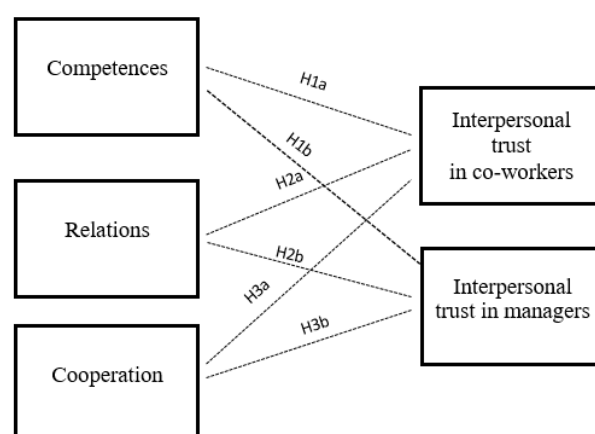 Competences
H1a
Interpersonal
trust
in co-workers
H1b
H2a
Relations
H2b
Interpersonal
trust in managers
H3a
H3b
Cooperation